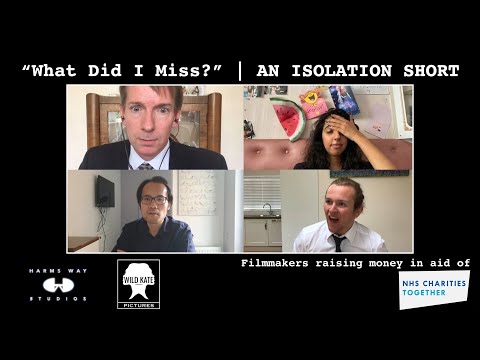 “What Did I Miss?” | AN ISOLATION SHORT
Filmmakers raising money in aid of
HARMS WAY
STUDIOS
WILD KATE
PICTURES
NHS CHARITIES
TOGETHER